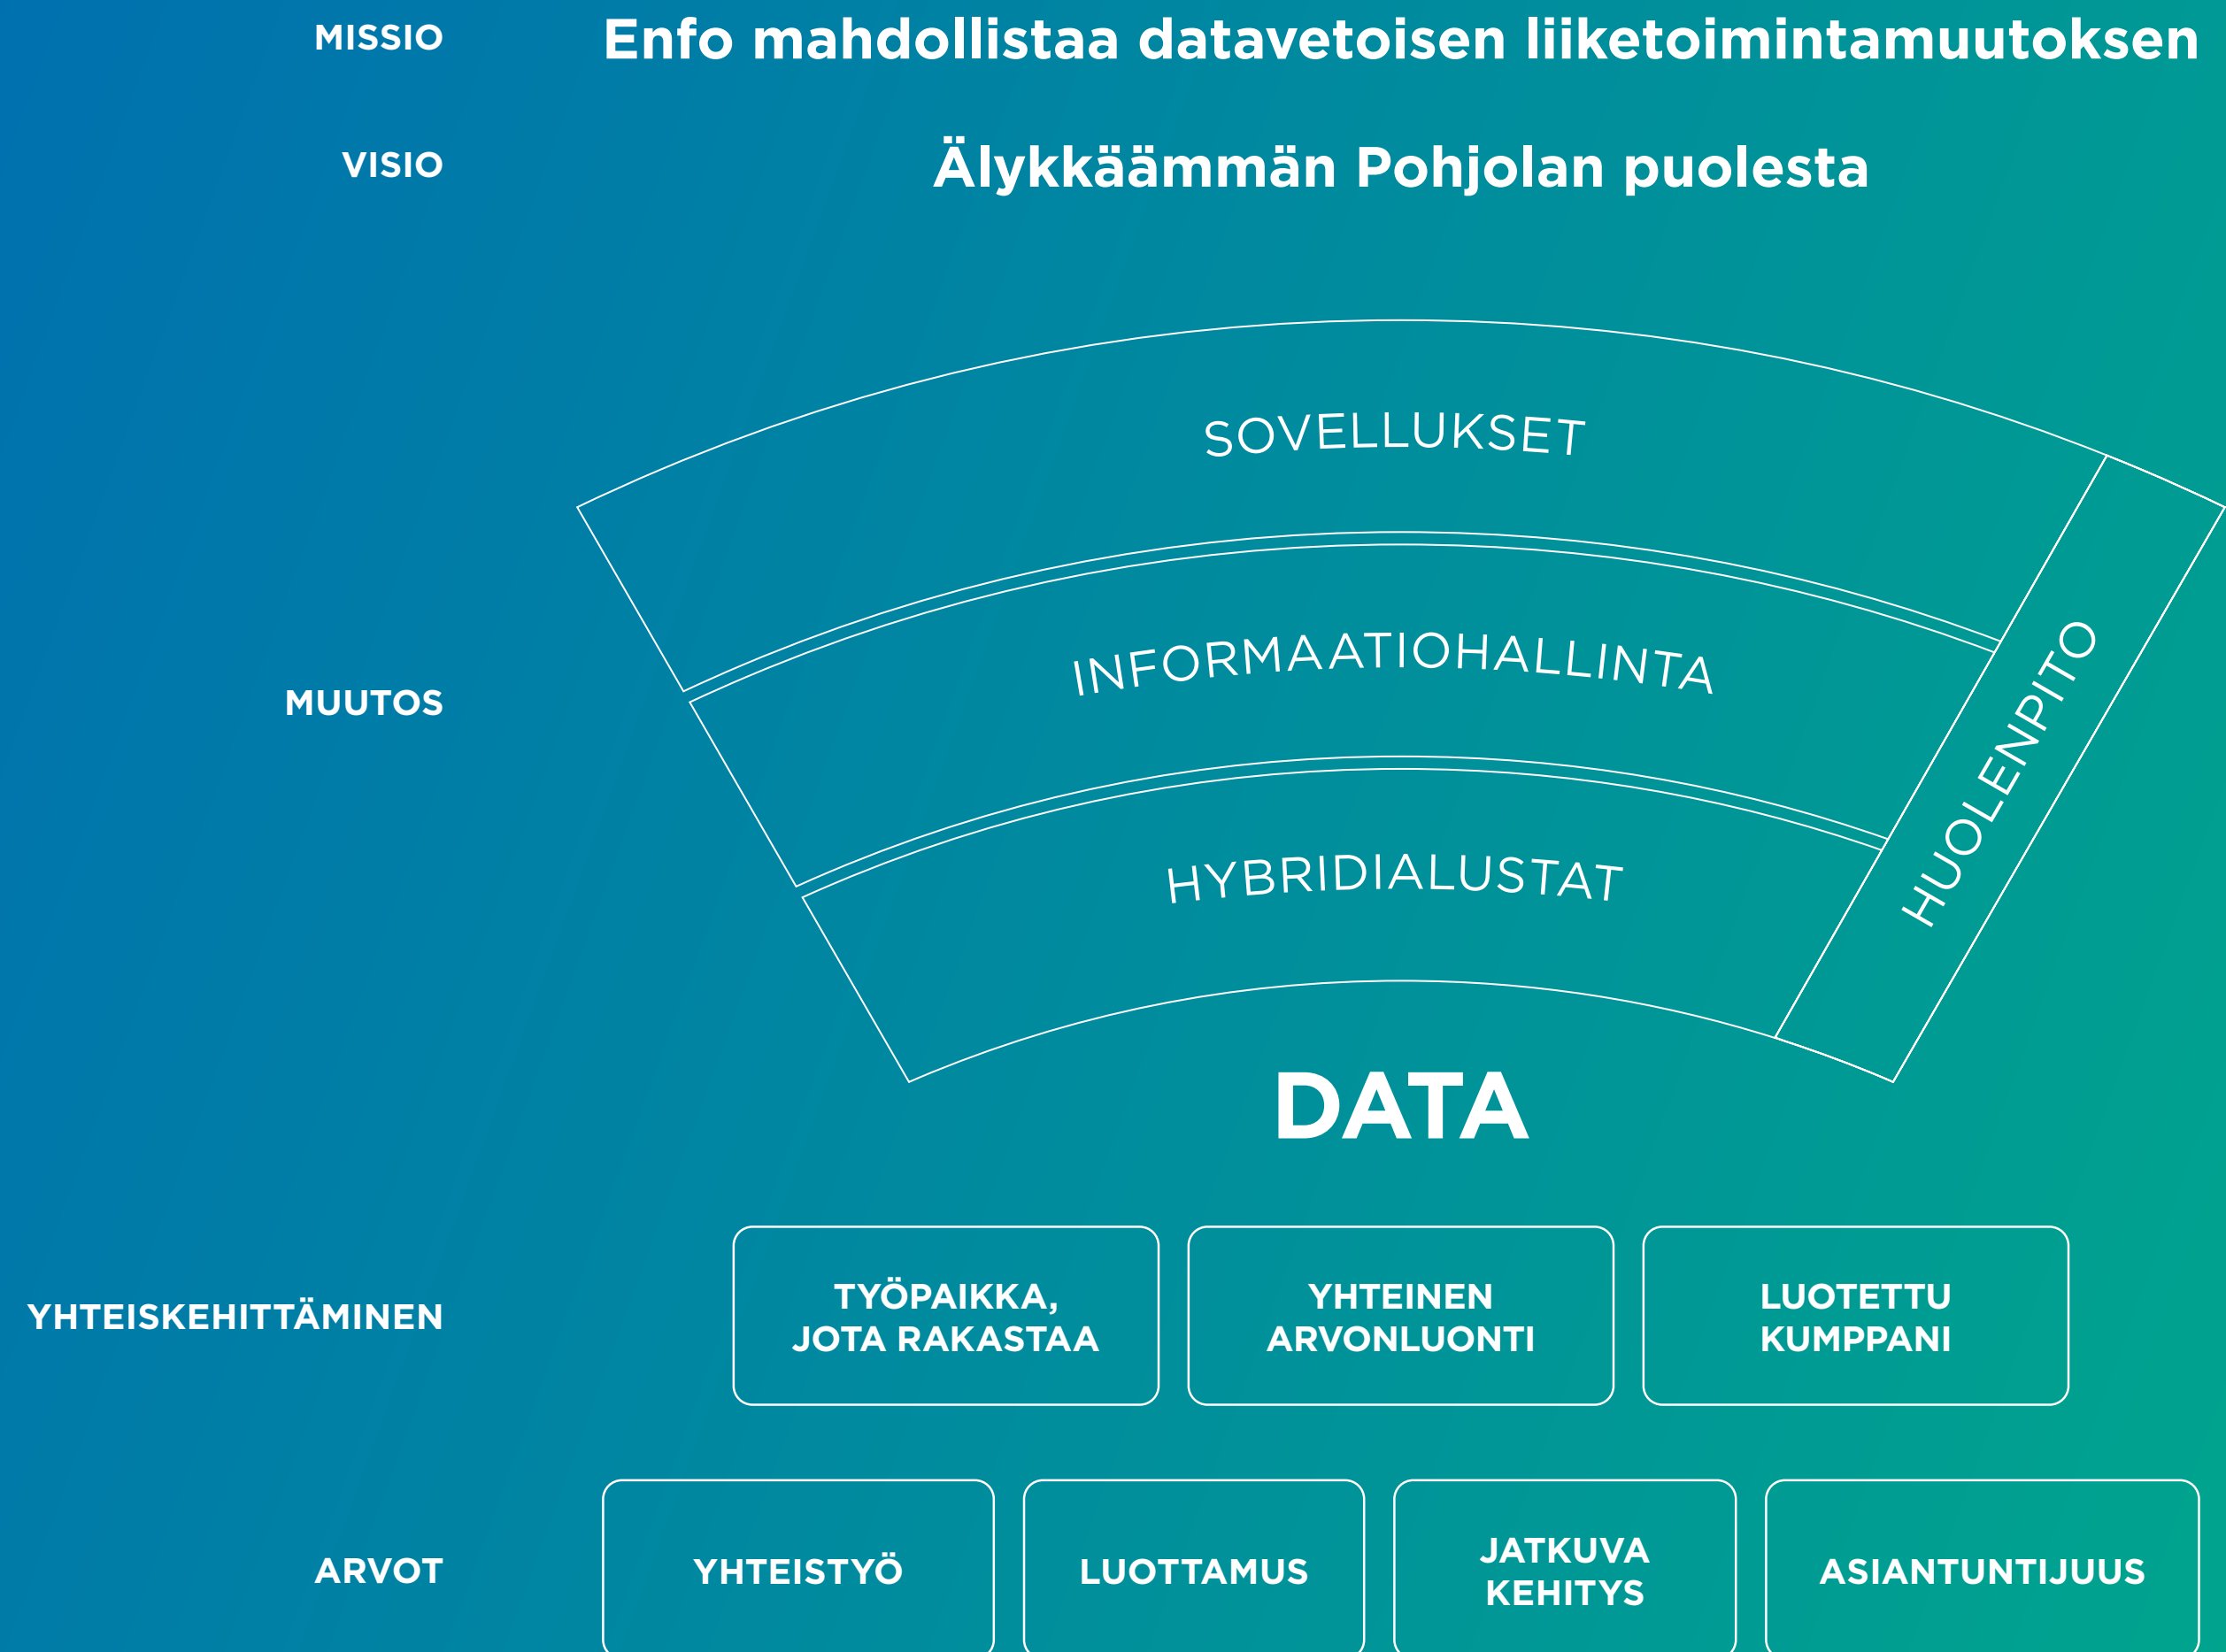 MISSIO
Enfo mahdollistaa datavetoisen liiketoimintamuutoksen
VISIO
Älykkäämmän Pohjolan puolesta
MUUTOS
SOVELLUKSET
INFORMAATIOHALLINTA
HYBRIDIALUSTAT
HUOLENPITO
DATA
YHTEISKEHITTÄMINEN
TYÖPAIKKA,
JOTA RAKASTAA
YHTEINEN
ARVONLUONTI
LUOTETTU
KUMPPANI
ARVOT
YHTEISTYÖ
LUOTTAMUS
JATKUVA
KEHITYS
ASIANTUNTIJUUS